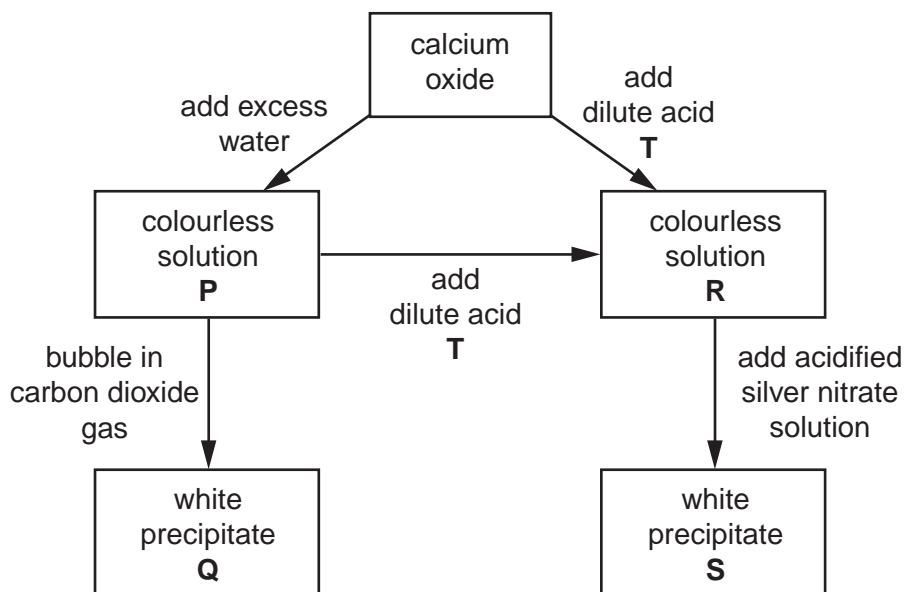 calcium
oxide
add excess
water
add
dilute acid
T
colourless
solution
P
add
dilute acid
T
colourless
solution
R
bubble in
carbon dioxide
gas
add acidified
silver nitrate
solution
white
precipitate
Q
white
precipitate
S